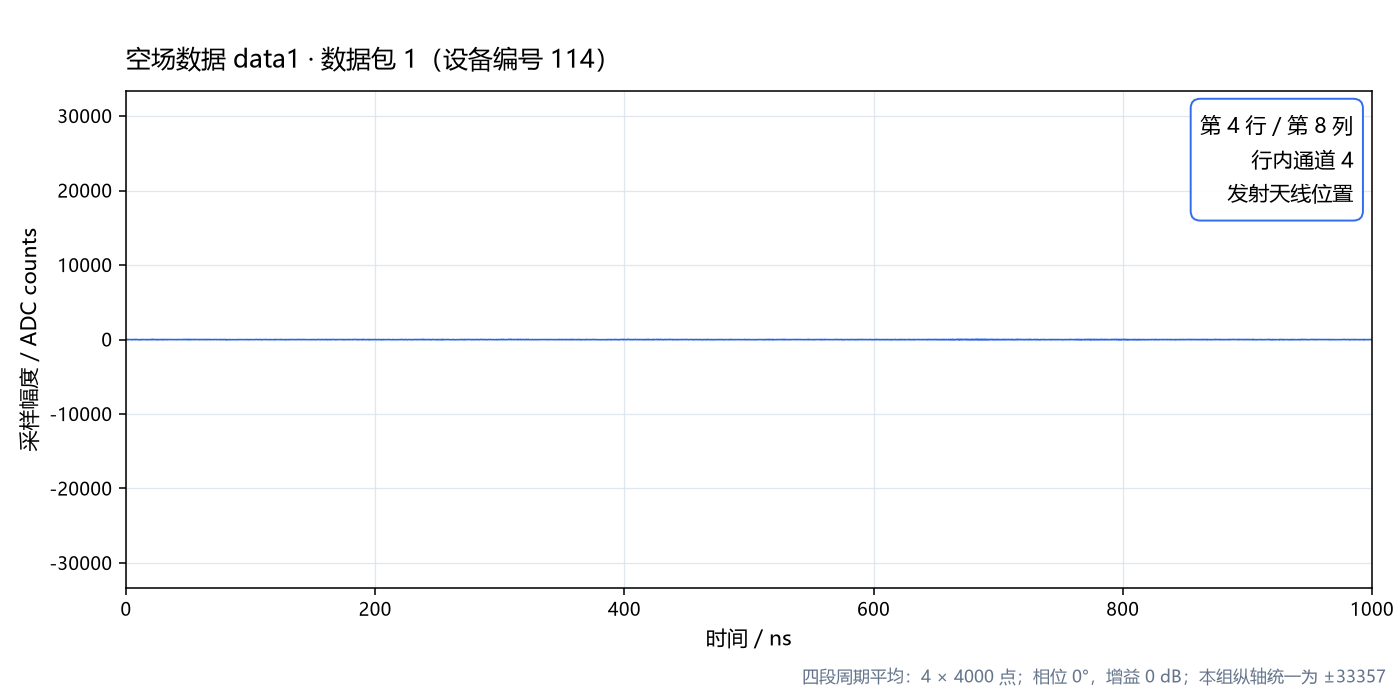 空场数据 data1 · 数据包 1（设备编号 114）
第 4 行 / 第 8 列
行内通道 4
发射天线位置
采样幅度 / ADC counts
30000
20000
10000
0
-10000
-20000
-30000
0
200
400
600
800
1000
时间 / ns
四段周期平均：4 × 4000 点；相位 0°，增益 0 dB；本组纵轴统一为 ±33357